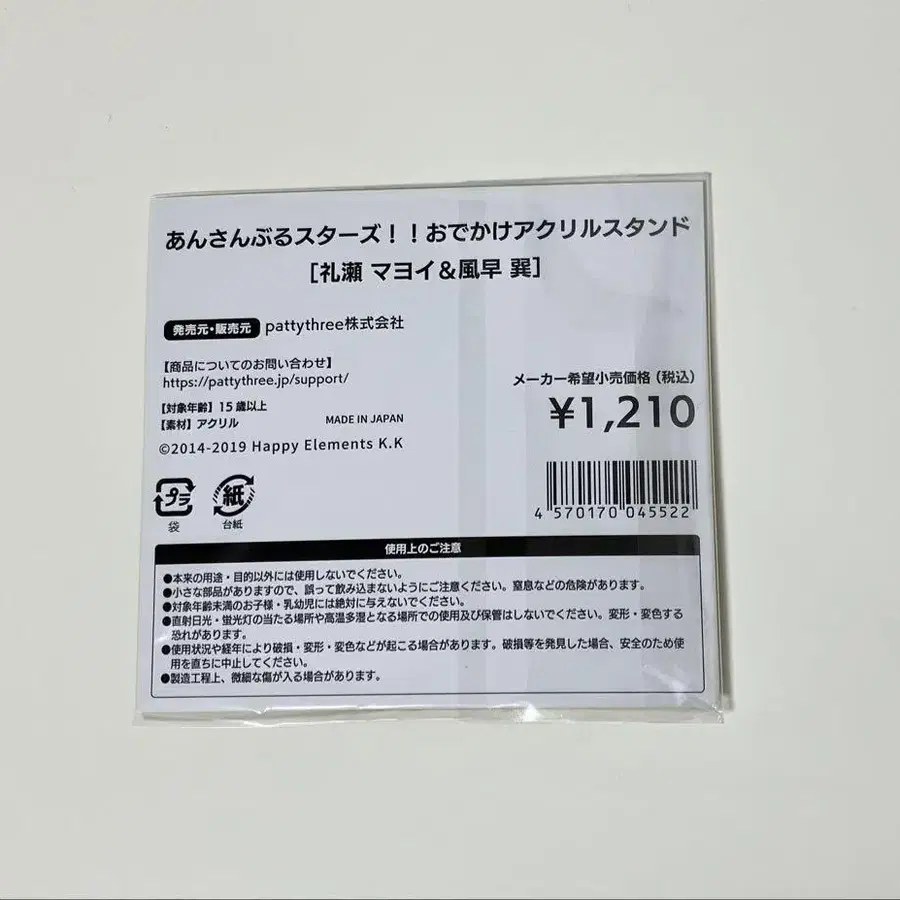 あんさんぶるスターズ！！おでかけアクリルスタンド
［礼瀬 マヨイ＆風早 巽］
発売元・販売元 pattythree株式会社
【商品についてのお問い合わせ】
https://pattythree.jp/support/
【対象年齢】15歳以上
【素材】アクリル
MADE IN JAPAN
©2014-2019 Happy Elements K.K
メーカー希望小売価格（税込）
¥1,210
プラ
袋
紙
台紙
4 570170 045522
使用上のご注意
●本来の用途・目的以外には使用しないでください。
●小さな部品がありますので、誤って飲み込まないようにご注意ください。窒息などの危険があります。
●対象年齢未満のお子様・乳幼児には絶対に与えないでください。
●直射日光・蛍光灯の当たる場所や高温多湿となる場所での使用及び保管はしないでください。変形・変色する
恐れがあります。
●使用状況や経年により破損・変形・変色などが起こる場合があります。破損等を発見した場合、安全のため使
用を直ちに中止してください。
●製造工程上、微細な傷が入る場合があります。